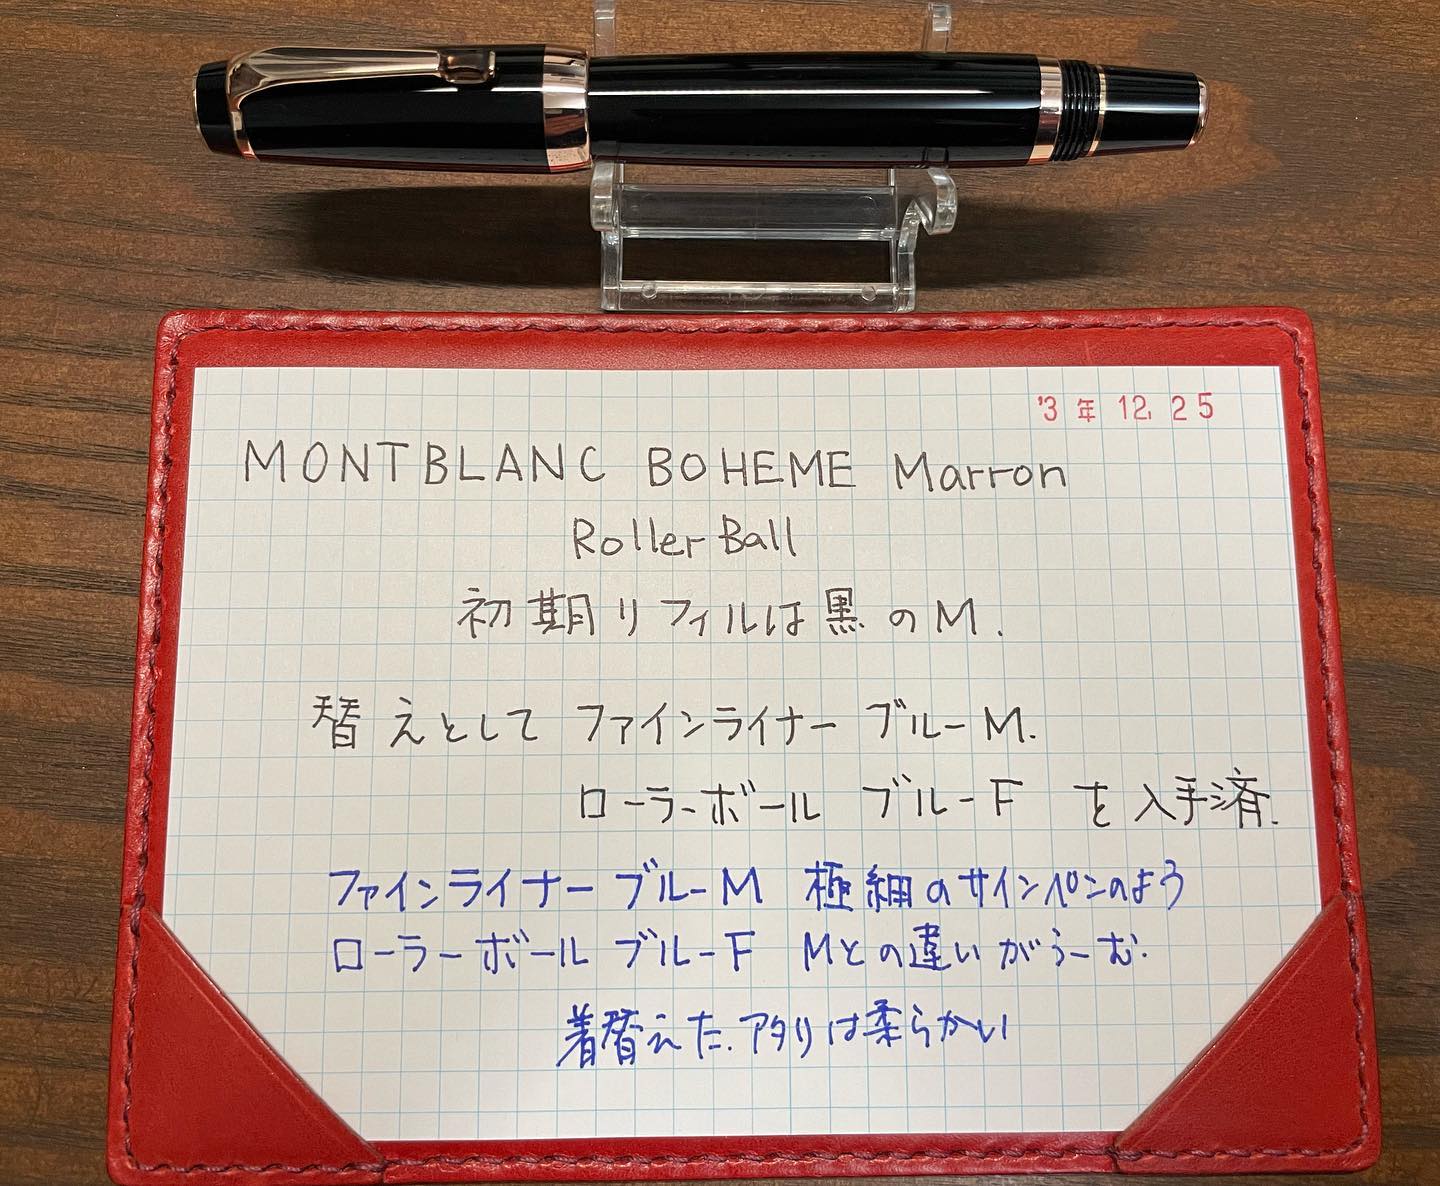 '3 年 12. 25
MONTBLANC BOHEME Marron
Roller Ball
初期リフィルは黒のM.
替えとして ファインライナー ブルーM.
ローラーボール ブルーF を入手済.
ファインライナー ブルーM 極細のサインペンのよう
ローラーボール ブルーF Mとの違いがうーむ.
着替えた. アタリは柔らかい